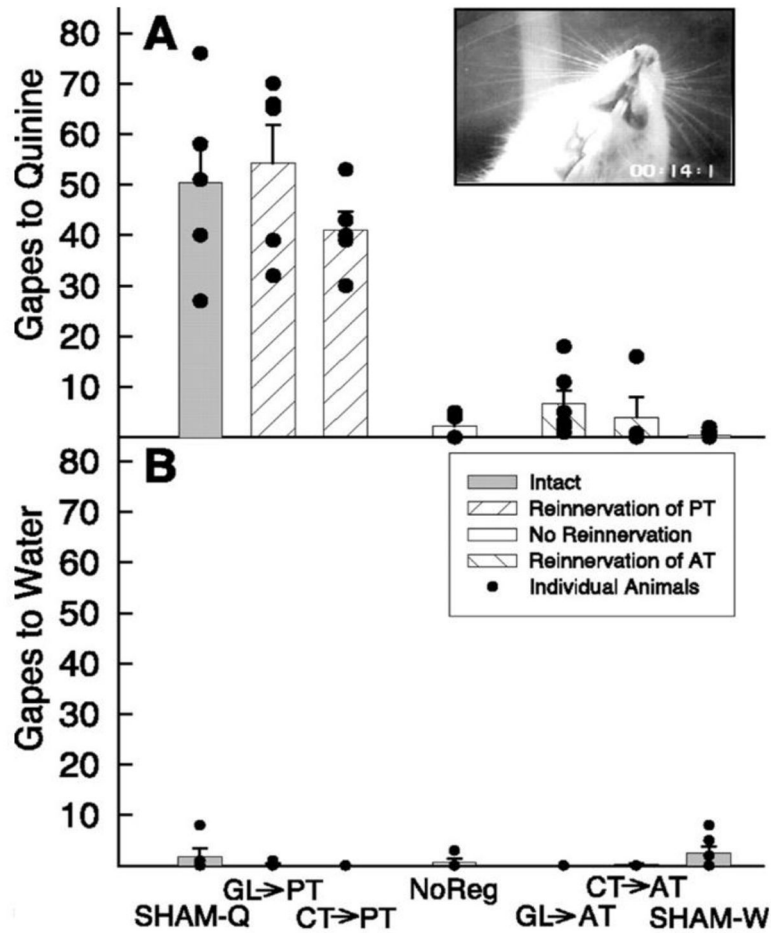 A
Gapes to Quinine
80
70
60
50
40
30
20
10
00:14:1
B
Gapes to Water
80
70
60
50
40
30
20
10
Intact
Reinnervation of PT
No Reinnervation
Reinnervation of AT
Individual Animals
SHAM-Q
GL→PT
CT→PT
NoReg
GL→AT
CT→AT
SHAM-W